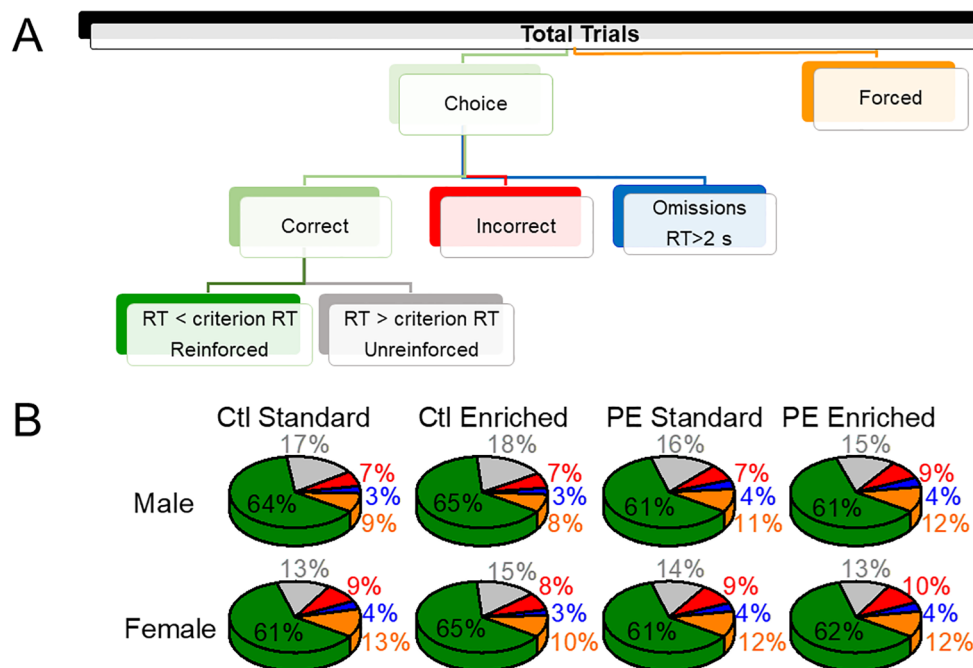 A
Total Trials
Choice
Forced
Correct
Incorrect
Omissions
RT>2 s
RT < criterion RT
Reinforced
RT > criterion RT
Unreinforced
B
Ctl Standard
Ctl Enriched
PE Standard
PE Enriched
Male
17%
7%
3%
64%
9%
18%
7%
3%
65%
8%
16%
7%
4%
61%
11%
15%
9%
4%
61%
12%
Female
13%
9%
4%
61%
13%
15%
8%
3%
65%
10%
14%
9%
4%
61%
12%
13%
10%
4%
62%
12%